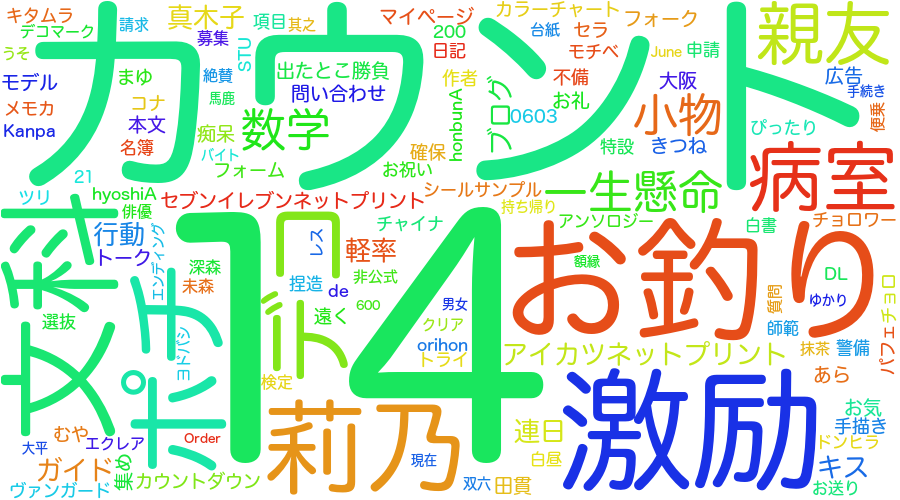 キタムラ
デコマーク
請求
うそ
カウント
真木子
項目
其之
マイページ
カラーチャート
フォーク
台紙
セラ
親友
モデル
メモカ
Kanpa
まゆ
募集
絶賛
STU
200
日記
作者
不備
モチベ
June
申請
大阪
広告
手続き
便乗
出たとこ勝負
問い合わせ
馬鹿
コナ
本文
名簿
痴呆
バイト
数学
フォーム
honbunA
ブログ
お礼
0603
小物
ぴったり
確保
お祝い
特設
きつね
病室
21
ツリ
hyoshiA
俳優
セブンイレブンネットプリント
シールサンプル
持ち帰り
一生懸命
アンソロジー
白書
チョロワー
文科
行動
トーク
エンディング
深森
未森
選抜
ポチ
ヨドバシ
14
デコ
レス
軽率
チャイナ
捏造
非公式
de
600
遠く
男女
クリア
orihon
トライ
検定
お釣り
額縁
DL
ゆかり
質問
師範
チョロ
パフェ
抹茶
警備
あら
アイカツネットプリント
莉乃
激励
連日
白昼
現在
双六
田貫
むや
大平
エクレア
Order
ガイド
集め
カウントダウン
ヴァンガード
お気
手描き
ドンヒラ
キス
お送り